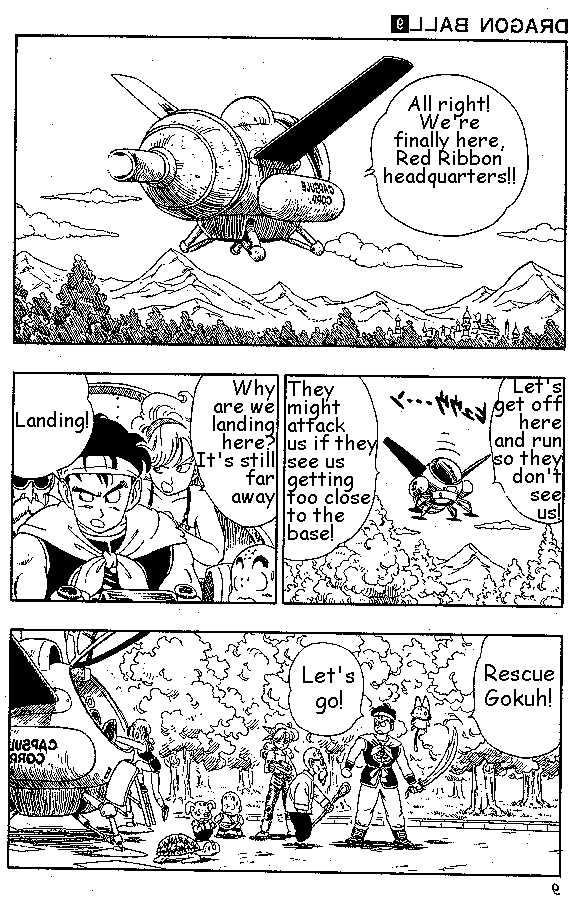 DRAGON BALL 9
All right!
We're
finally here,
Red Ribbon
headquarters!!
CAPSULE
CORP.
Landing!
Why
are we
landing
here?
It's still
far
away
They
might
attack
us if they
see us
getting
too close
to the
base!
Let's
get off
here
and run
so they
don't
see
us!
Let's
go!
Rescue
Gokuh!
CAPSULE
CORP
9